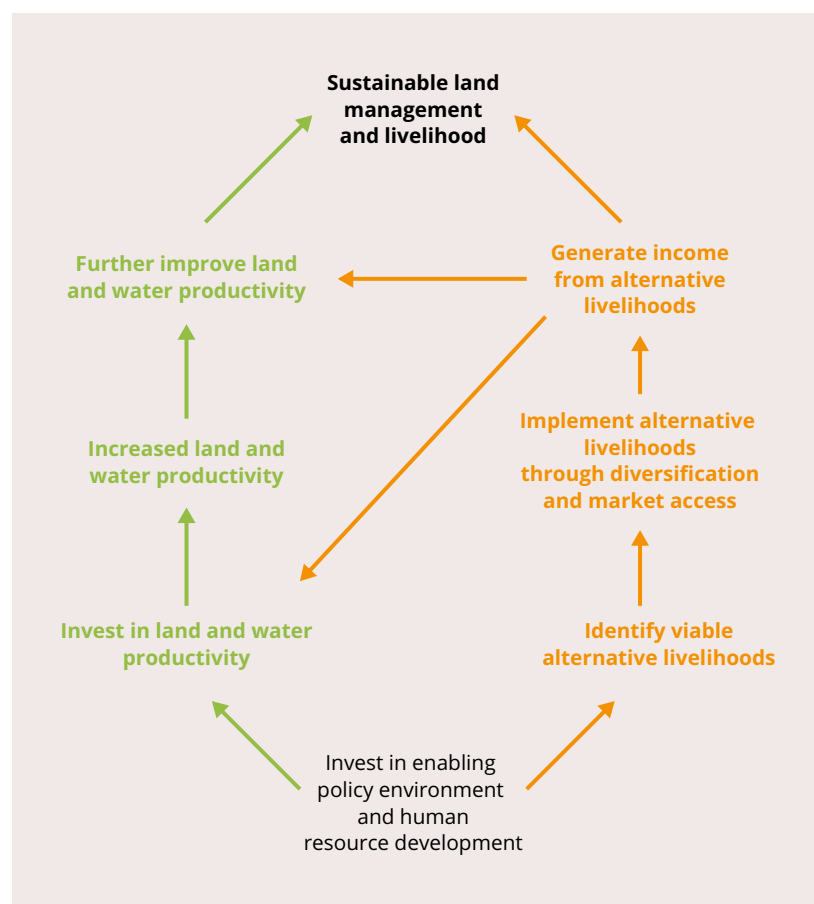 Sustainable land
management
and livelihood
Further improve land
and water productivity
Generate income
from alternative
livelihoods
Increased land and
water productivity
Implement alternative
livelihoods
through diversification
and market access
Invest in land and water
productivity
Identify viable
alternative livelihoods
Invest in enabling
policy environment
and human
resource development